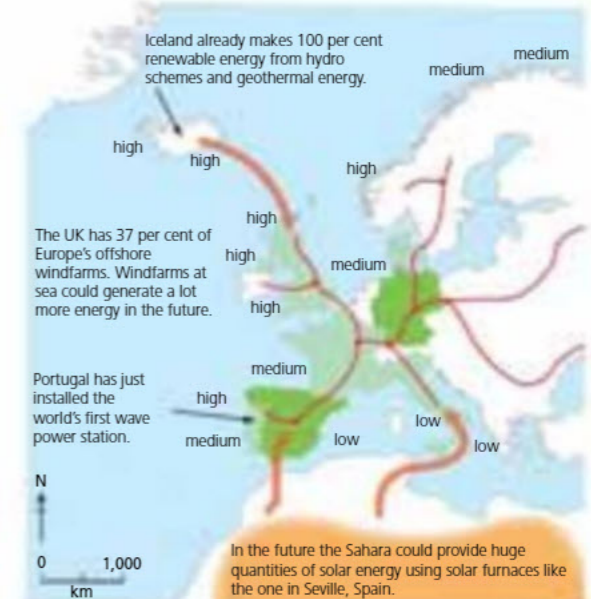 Iceland already makes 100 per cent
renewable energy from hydro
schemes and geothermal energy.
medium
medium
high
high
high
high
The UK has 37 per cent of
Europe's offshore
windfarms. Windfarms at
sea could generate a lot
more energy in the future.
high
medium
high
medium
Portugal has just
installed the
world's first wave
power station.
high
medium
low
low
low
N
0 1,000
km
In the future the Sahara could provide huge
quantities of solar energy using solar furnaces like
the one in Seville, Spain.